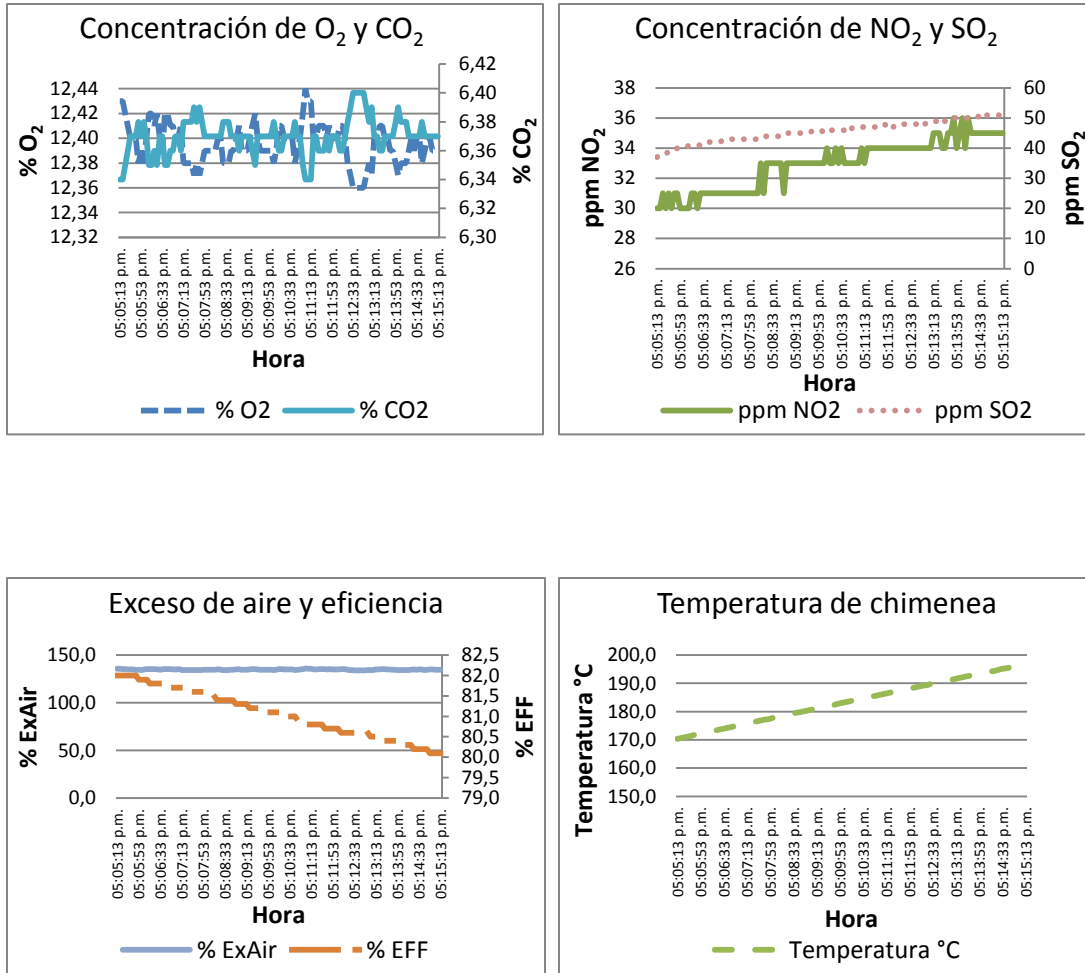 Concentración de O2 y CO2
% O2
12,44
12,42
12,40
12,38
12,36
12,34
12,32
6,42
6,40
6,38
6,36
6,34
6,32
6,30
% CO2
05:05:13 p.m.
05:05:53 p.m.
05:06:33 p.m.
05:07:13 p.m.
05:07:53 p.m.
05:08:33 p.m.
05:09:13 p.m.
05:09:53 p.m.
05:10:33 p.m.
05:11:13 p.m.
05:11:53 p.m.
05:12:33 p.m.
05:13:13 p.m.
05:13:53 p.m.
05:14:33 p.m.
05:15:13 p.m.
Hora
% O2 % CO2
Concentración de NO2 y SO2
ppm NO2
38
36
34
32
30
28
26
60
50
40
30
20
10
0
ppm SO2
05:05:13 p.m.
05:05:53 p.m.
05:06:33 p.m.
05:07:13 p.m.
05:07:53 p.m.
05:08:33 p.m.
05:09:13 p.m.
05:09:53 p.m.
05:10:33 p.m.
05:11:13 p.m.
05:11:53 p.m.
05:12:33 p.m.
05:13:13 p.m.
05:13:53 p.m.
05:14:33 p.m.
05:15:13 p.m.
Hora
ppm NO2 ppm SO2
Exceso de aire y eficiencia
% ExAir
150,0
100,0
50,0
0,0
82,5
82,0
81,5
81,0
80,5
80,0
79,5
79,0
% EFF
05:05:13 p.m.
05:05:53 p.m.
05:06:33 p.m.
05:07:13 p.m.
05:07:53 p.m.
05:08:33 p.m.
05:09:13 p.m.
05:09:53 p.m.
05:10:33 p.m.
05:11:13 p.m.
05:11:53 p.m.
05:12:33 p.m.
05:13:13 p.m.
05:13:53 p.m.
05:14:33 p.m.
05:15:13 p.m.
Hora
% ExAir % EFF
Temperatura de chimenea
Temperatura °C
200,0
190,0
180,0
170,0
160,0
150,0
05:05:13 p.m.
05:05:53 p.m.
05:06:33 p.m.
05:07:13 p.m.
05:07:53 p.m.
05:08:33 p.m.
05:09:13 p.m.
05:09:53 p.m.
05:10:33 p.m.
05:11:13 p.m.
05:11:53 p.m.
05:12:33 p.m.
05:13:13 p.m.
05:13:53 p.m.
05:14:33 p.m.
05:15:13 p.m.
Hora
Temperatura °C